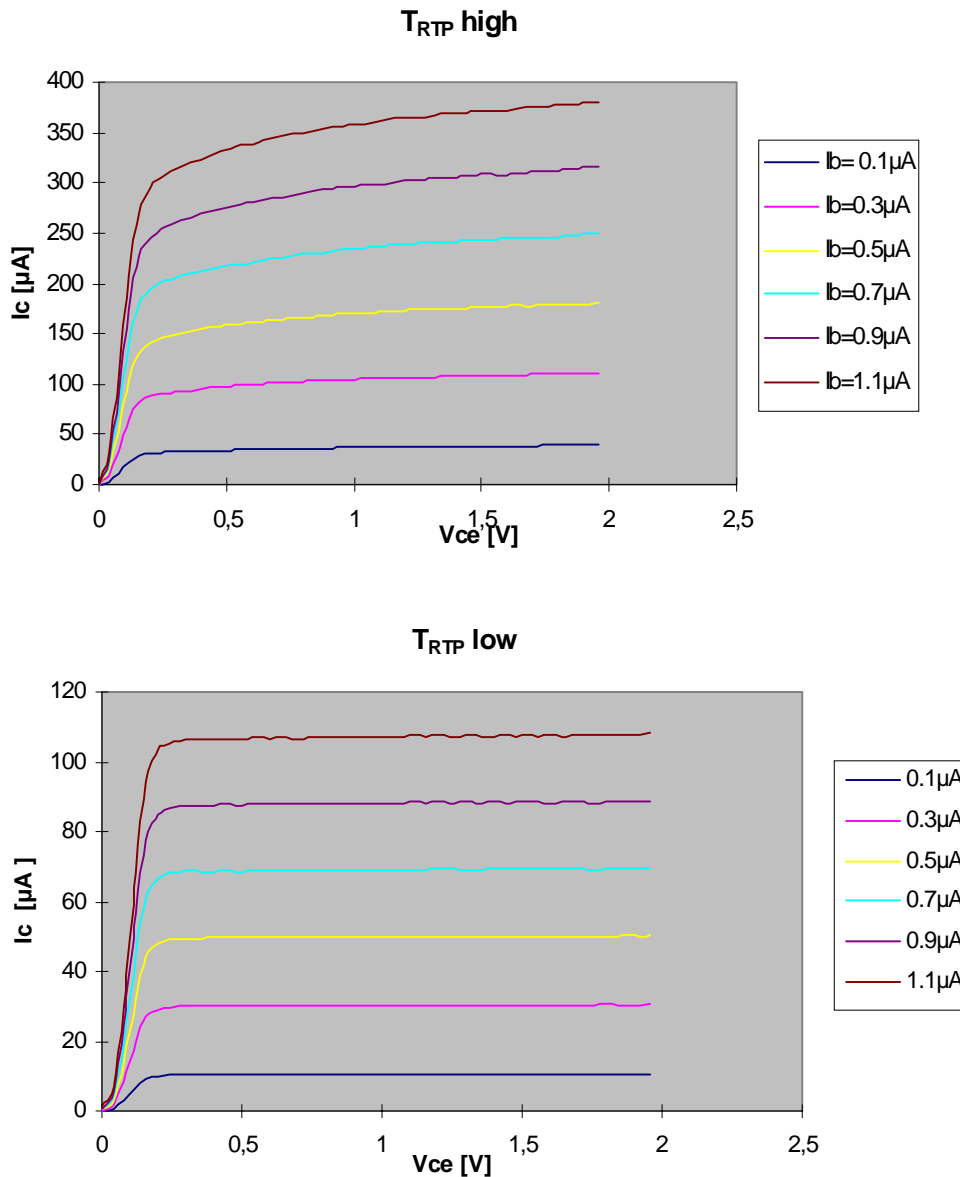 T_RTP high
400
350
300
250
200
150
100
50
0
Ic [µA]
0 0,5 1 1,5 2 2,5
Vce [V]
Ib= 0.1µA
Ib=0.3µA
Ib=0.5µA
Ib=0.7µA
Ib=0.9µA
Ib=1.1µA
T_RTP low
120
100
80
60
40
20
0
Ic [µA ]
0 0,5 1 1,5 2 2,5
Vce [V]
0.1µA
0.3µA
0.5µA
0.7µA
0.9µA
1.1µA